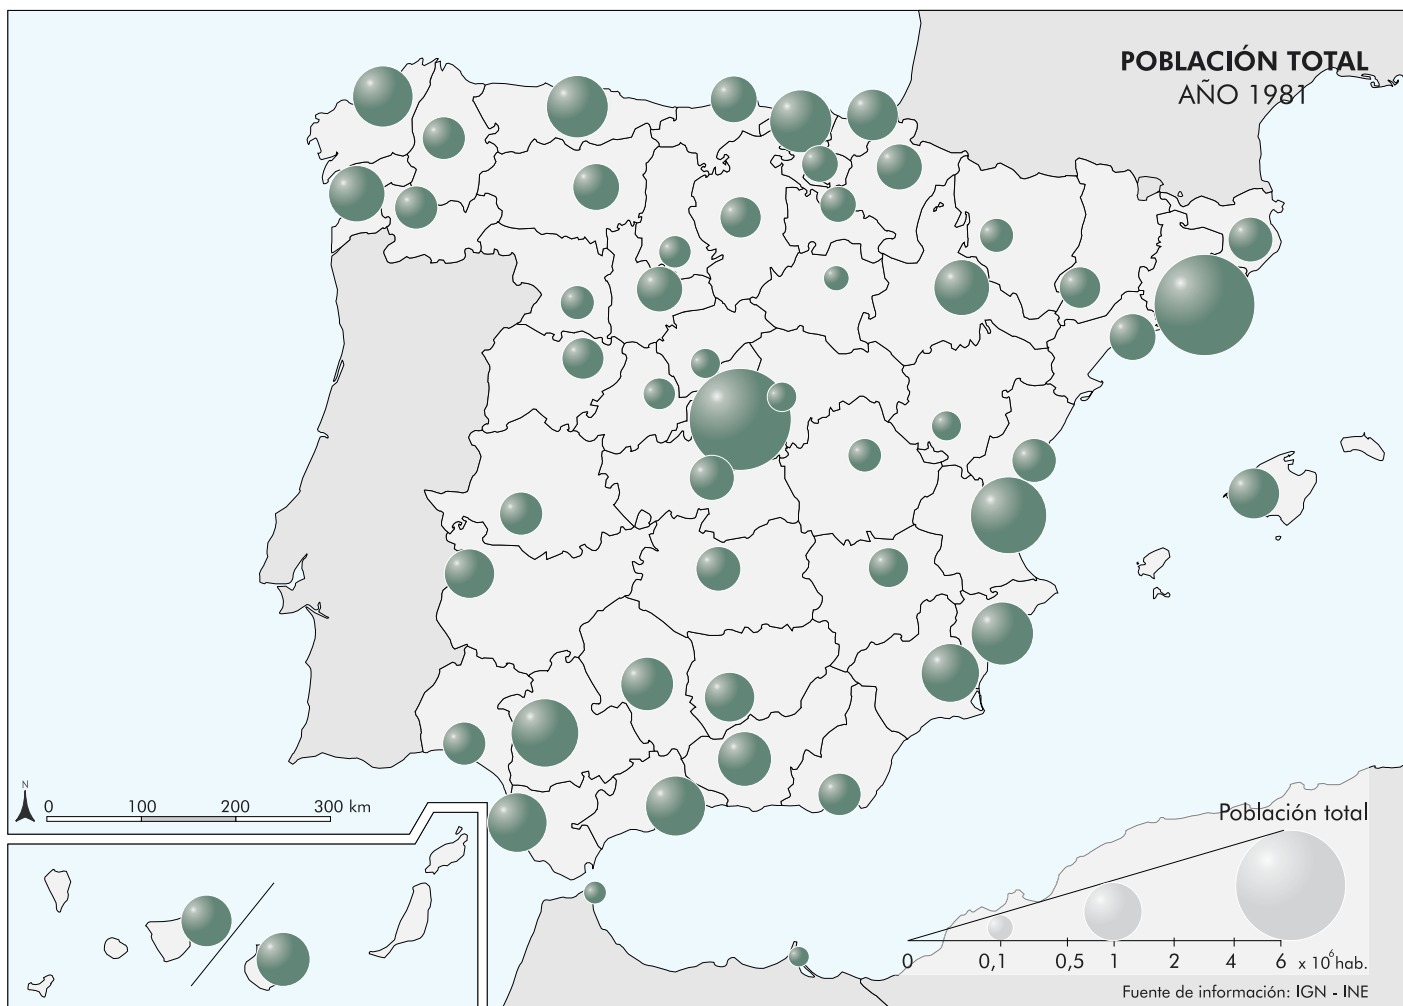 POBLACIÓN TOTAL
AÑO 1981
N
0 100 200 300 km
Población total
0 0,1 0,5 1 2 4 6 x 10⁶ hab.
Fuente de información: IGN - INE